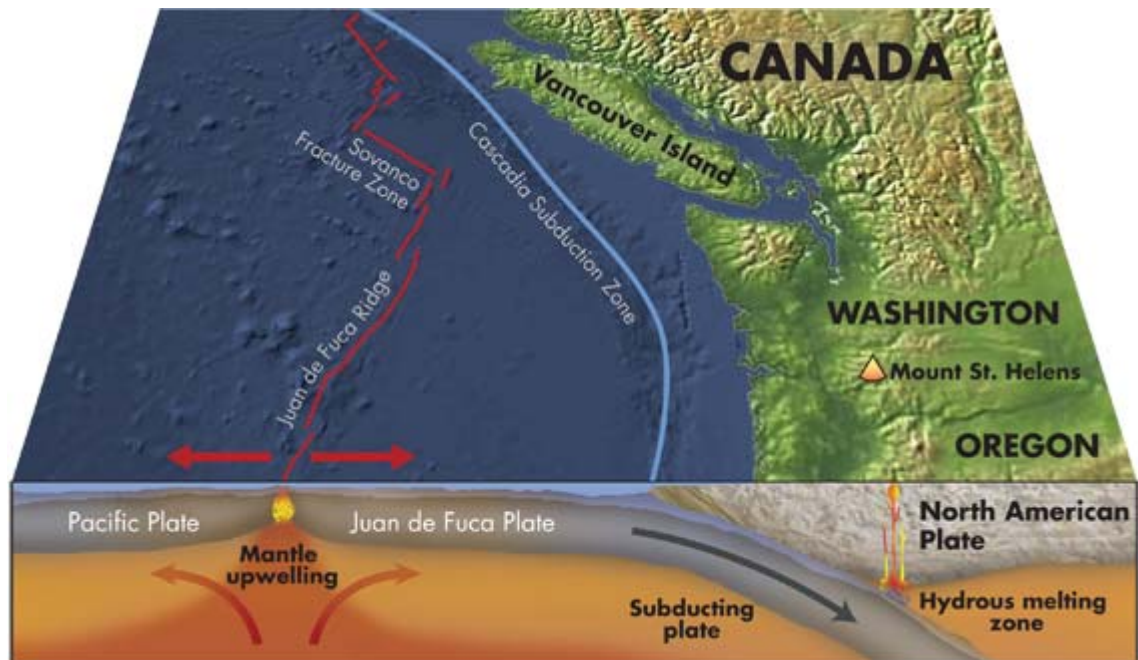 CANADA
Vancouver Island
Sovanco
Fracture Zone
Cascadia Subduction Zone
Juan de Fuca Ridge
WASHINGTON
Mount St. Helens
OREGON
Pacific Plate
Juan de Fuca Plate
North American
Plate
Mantle
upwelling
Subducting
plate
Hydrous melting
zone